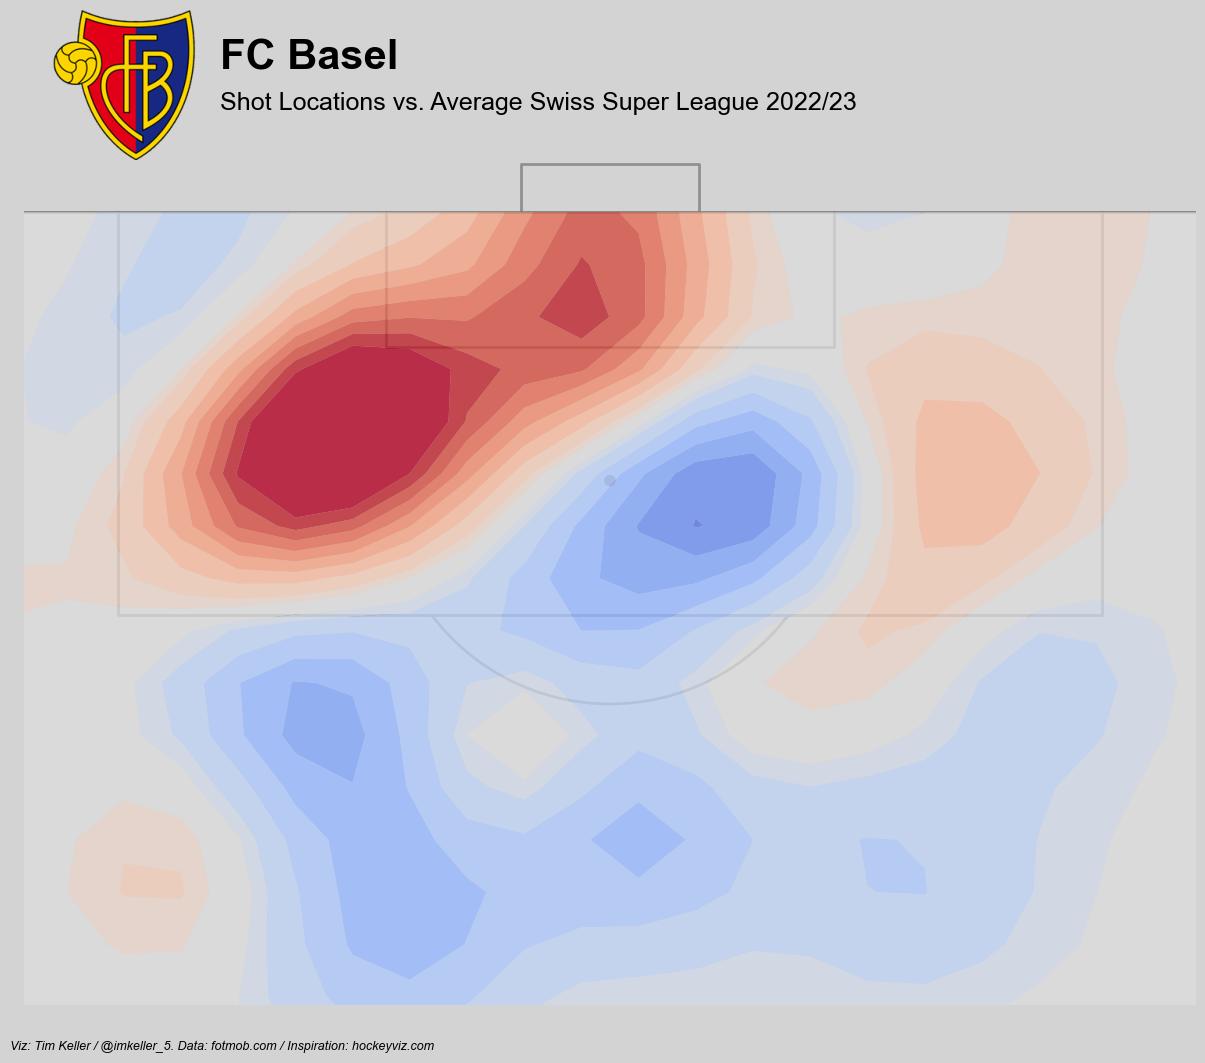 FCB
FC Basel
Shot Locations vs. Average Swiss Super League 2022/23
Viz: Tim Keller / @imkeller_5. Data: fotmob.com / Inspiration: hockeyviz.com